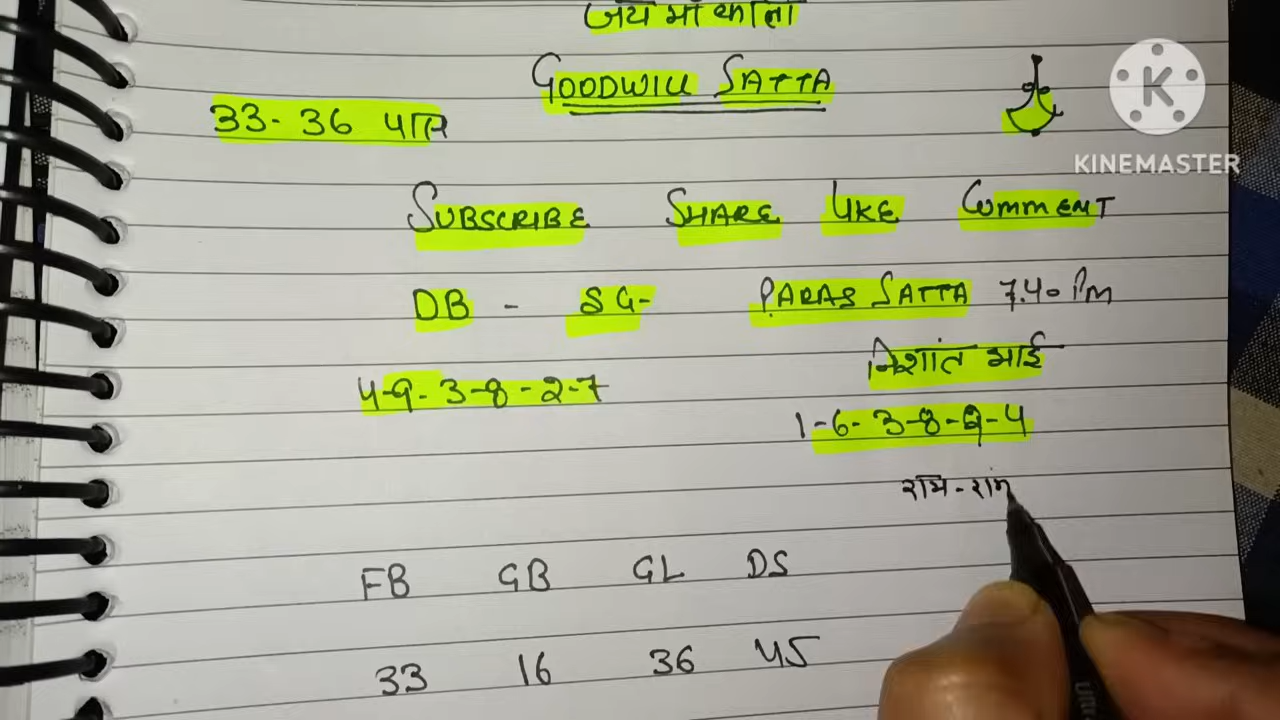 जय माँ काली
GOODWILL SATTA
33-36 पास
KINEMASTER
SUBSCRIBE SHARE LIKE COMMENT
DB - SG- PARAS SATTA 7.40 PM
निशांत भाई
4-9-3-8-2-7
1-6-3-8-9-4
राम-राम
FB GB GL DS
33 16 36 45